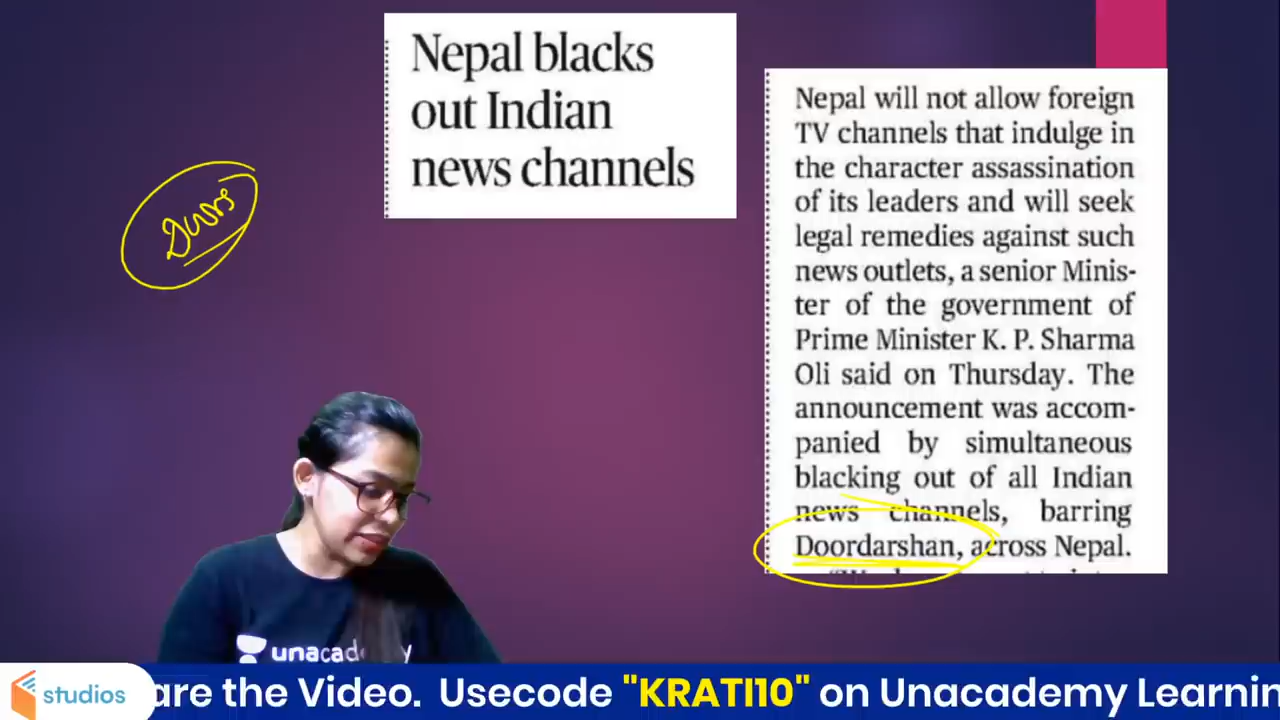 Nepal blacks
out Indian
news channels
Nepal will not allow foreign
TV channels that indulge in
the character assassination
of its leaders and will seek
legal remedies against such
news outlets, a senior Minis-
ter of the government of
Prime Minister K. P. Sharma
Oli said on Thursday. The
announcement was accom-
panied by simultaneous
blacking out of all Indian
news channels, barring
Doordarshan, across Nepal.
unacademy
studios
are the Video. Usecode "KRATI10" on Unacademy Learnin